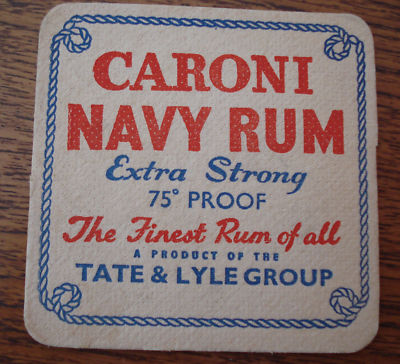 CARONI
NAVY RUM
Extra Strong
75° PROOF
The Finest Rum of all
A PRODUCT OF THE
TATE & LYLE GROUP